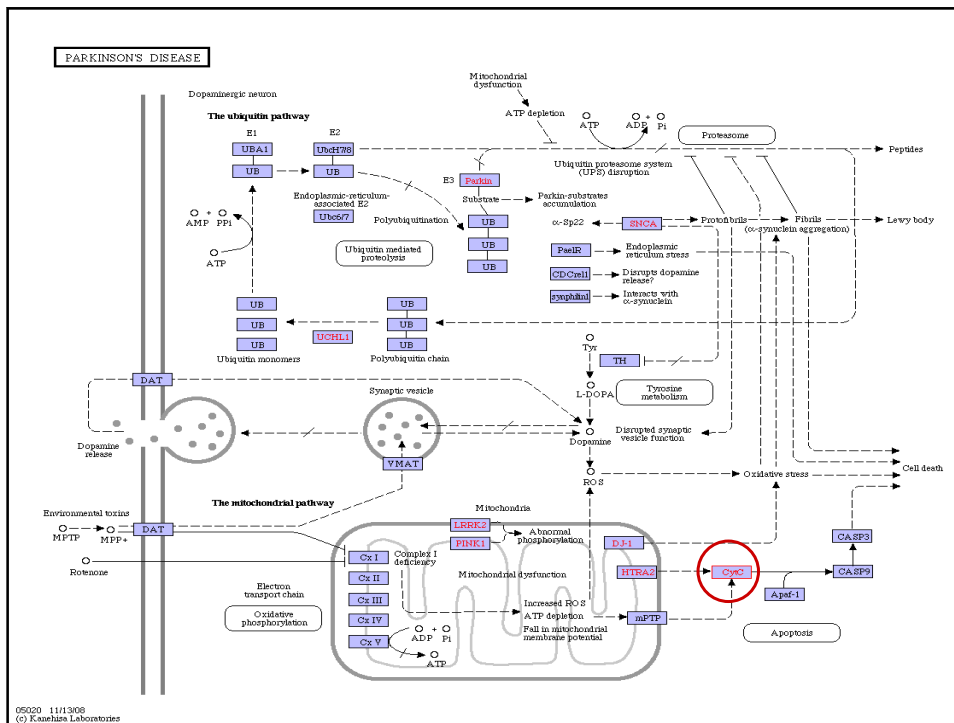 PARKINSON'S DISEASE
Dopaminergic neuron
The ubiquitin pathway
E1
E2
UBA1
UbcH7/8
UB
UB
Endoplasmic-reticulum-
associated E2
Ubc6/7
AMP + PPi
ATP
Polyubiquitination
Ubiquitin mediated
proteolysis
Mitochondrial
dysfunction
ATP depletion
ATP
ADP + Pi
Proteasome
Peptides
Ubiquitin proteasome system
(UPS) disruption
E3
Parkin
Substrate
Parkin-substrates
accumulation
UB
UB
UB
α-Sp22
SNCA
Protofibrils
Fibrils
(α-synuclein aggregation)
Lewy body
PaelR
Endoplasmic
reticulum stress
CDCrel1
Disrupts dopamine
release?
synphilin1
Interacts with
α-synuclein
UB
UB
UB
Ubiquitin monomers
UCHL1
UB
UB
UB
Polyubiquitin chain
Tyr
TH
L-DOPA
Tyrosine
metabolism
DAT
Synaptic vesicle
Dopamine
release
VMAT
Dopamine
Disrupted synaptic
vesicle function
ROS
Oxidative stress
Cell death
The mitochondrial pathway
Environmental toxins
MPTP
MPP+
DAT
Rotenone
Mitochondria
LRRK2
PINK1
Abnormal
phosphorylation
DJ-1
HTRA2
CytC
CASP3
CASP9
Apaf-1
Cx I
Cx II
Cx III
Cx IV
Cx V
Complex I
deficiency
Mitochondrial dysfunction
Electron
transport chain
Oxidative
phosphorylation
Increased ROS
ATP depletion
Fall in mitochondrial
membrane potential
ADP + Pi
ATP
mPTP
Apoptosis
05020 11/13/08
(c) Kanehisa Laboratories